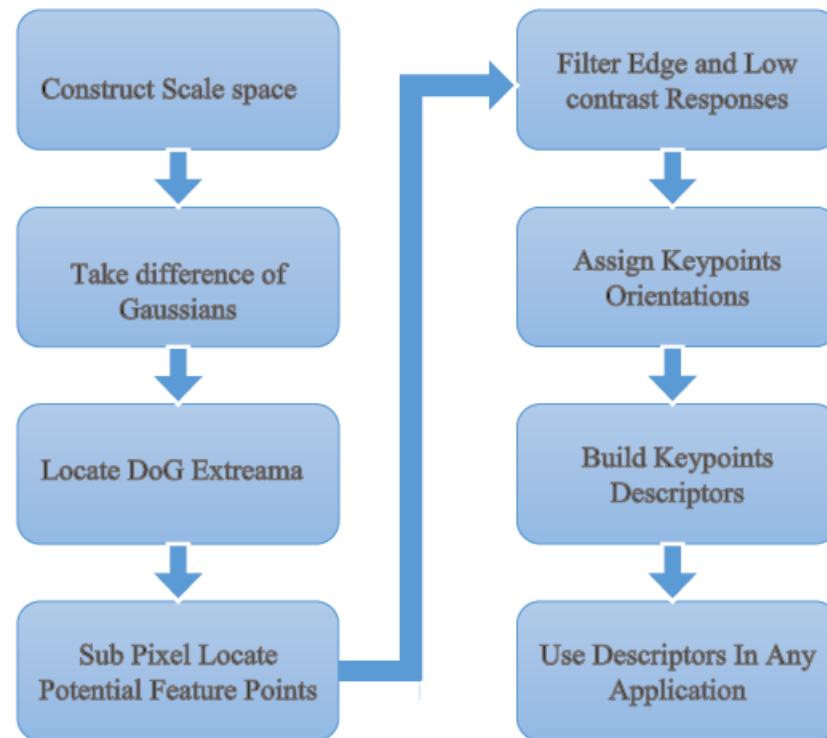 Construct Scale space
Take difference of
Gaussians
Locate DoG Extreama
Sub Pixel Locate
Potential Feature Points
Filter Edge and Low
contrast Responses
Assign Keypoints
Orientations
Build Keypoints
Descriptors
Use Descriptors In Any
Application